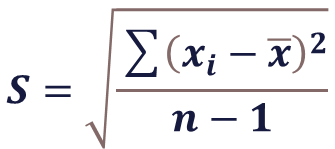 S = √(∑(xᵢ − x̅)² / (n − 1))